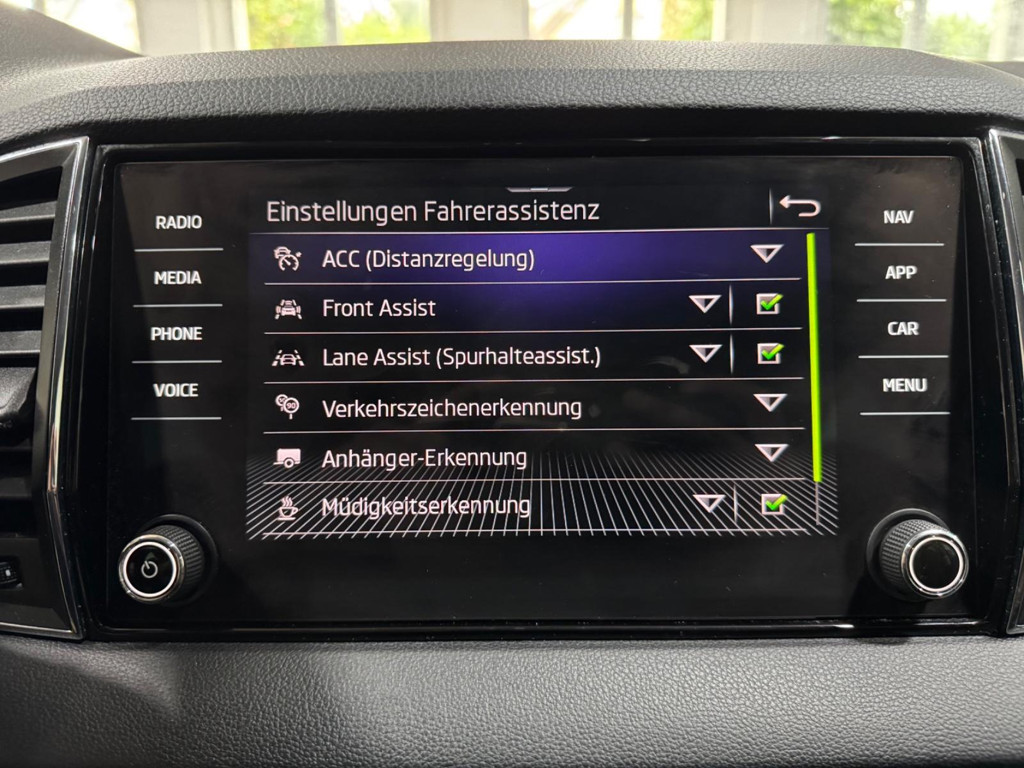 RADIO
MEDIA
PHONE
VOICE
Einstellungen Fahrerassistenz
ACC (Distanzregelung)
Front Assist
Lane Assist (Spurhalteassist.)
Verkehrszeichenerkennung
Anhänger-Erkennung
Müdigkeitserkennung
NAV
APP
CAR
MENU